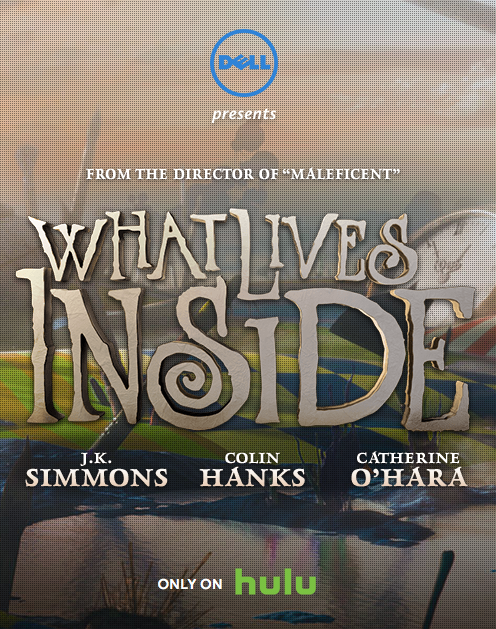 DELL
presents
FROM THE DIRECTOR OF “MALEFICENT”
WHAT LIVES
INSIDE
J.K. SIMMONS
COLIN HANKS
CATHERINE O’HARA
ONLY ON hulu